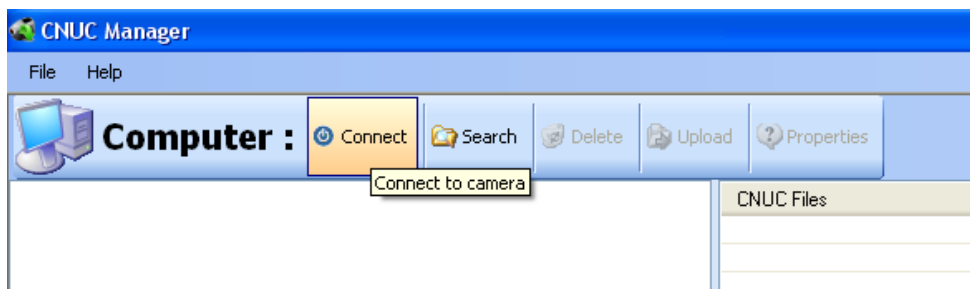 CNUC Manager
File Help
Computer : Connect Search Delete Upload Properties
Connect to camera
CNUC Files